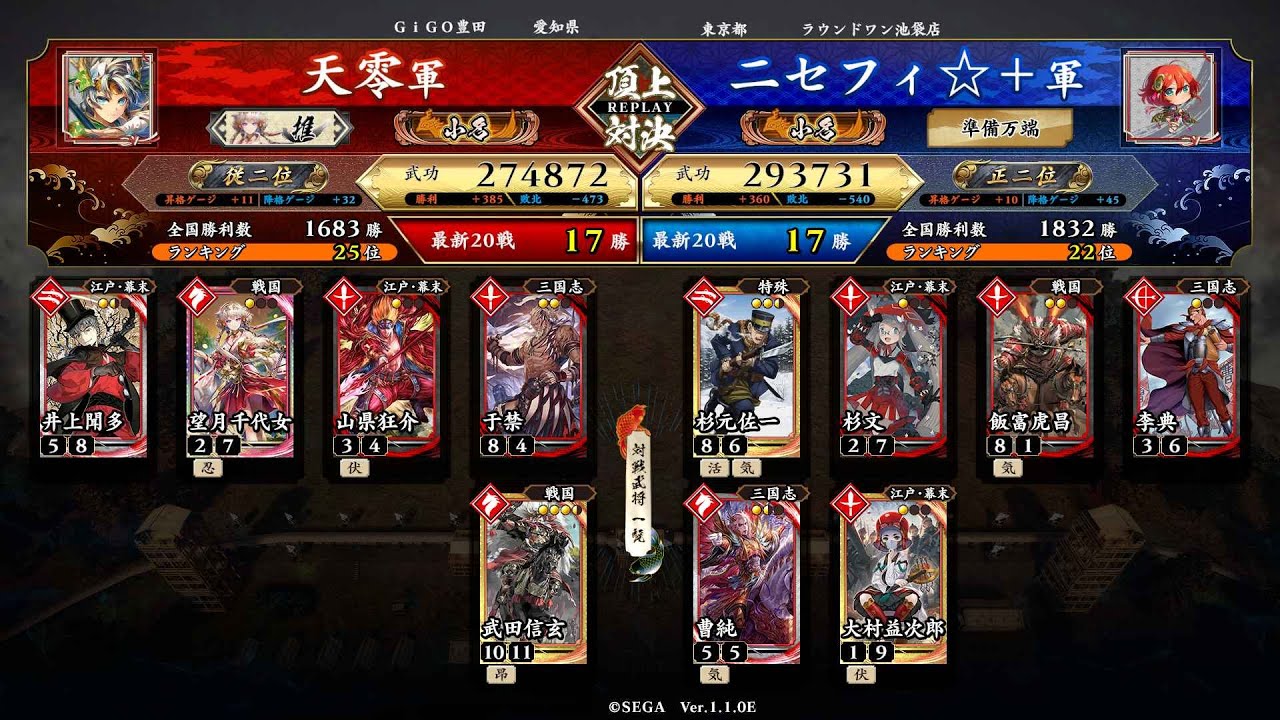 GiGO豊田 愛知県 東京都 ラウンドワン池袋店
天零軍
頂上
REPLAY
対決
ニセフィ☆＋軍
推
小名
小名
準備万端
従二位
武功 274872
勝利 +385 敗北 -473
昇格ゲージ +11 降格ゲージ +32
武功 293731
勝利 +360 敗北 -540
正二位
昇格ゲージ +10 降格ゲージ +45
全国勝利数 1683勝
ランキング 25位
最新20戦 17勝
最新20戦 17勝
全国勝利数 1832勝
ランキング 22位
江戸・幕末
井上聞多
5 8
戦国
望月千代女
2 7
忍
江戸・幕末
山県狂介
3 4
伏
三国志
于禁
8 4
戦国
武田信玄
10 11
昂
対戦武将一覧
特殊
杉元佐一
8 6
活 気
江戸・幕末
杉文
2 7
戦国
飯富虎昌
8 1
気
三国志
李典
3 6
三国志
曹純
5 5
気
江戸・幕末
大村益次郎
1 9
伏
©SEGA Ver.1.1.0E